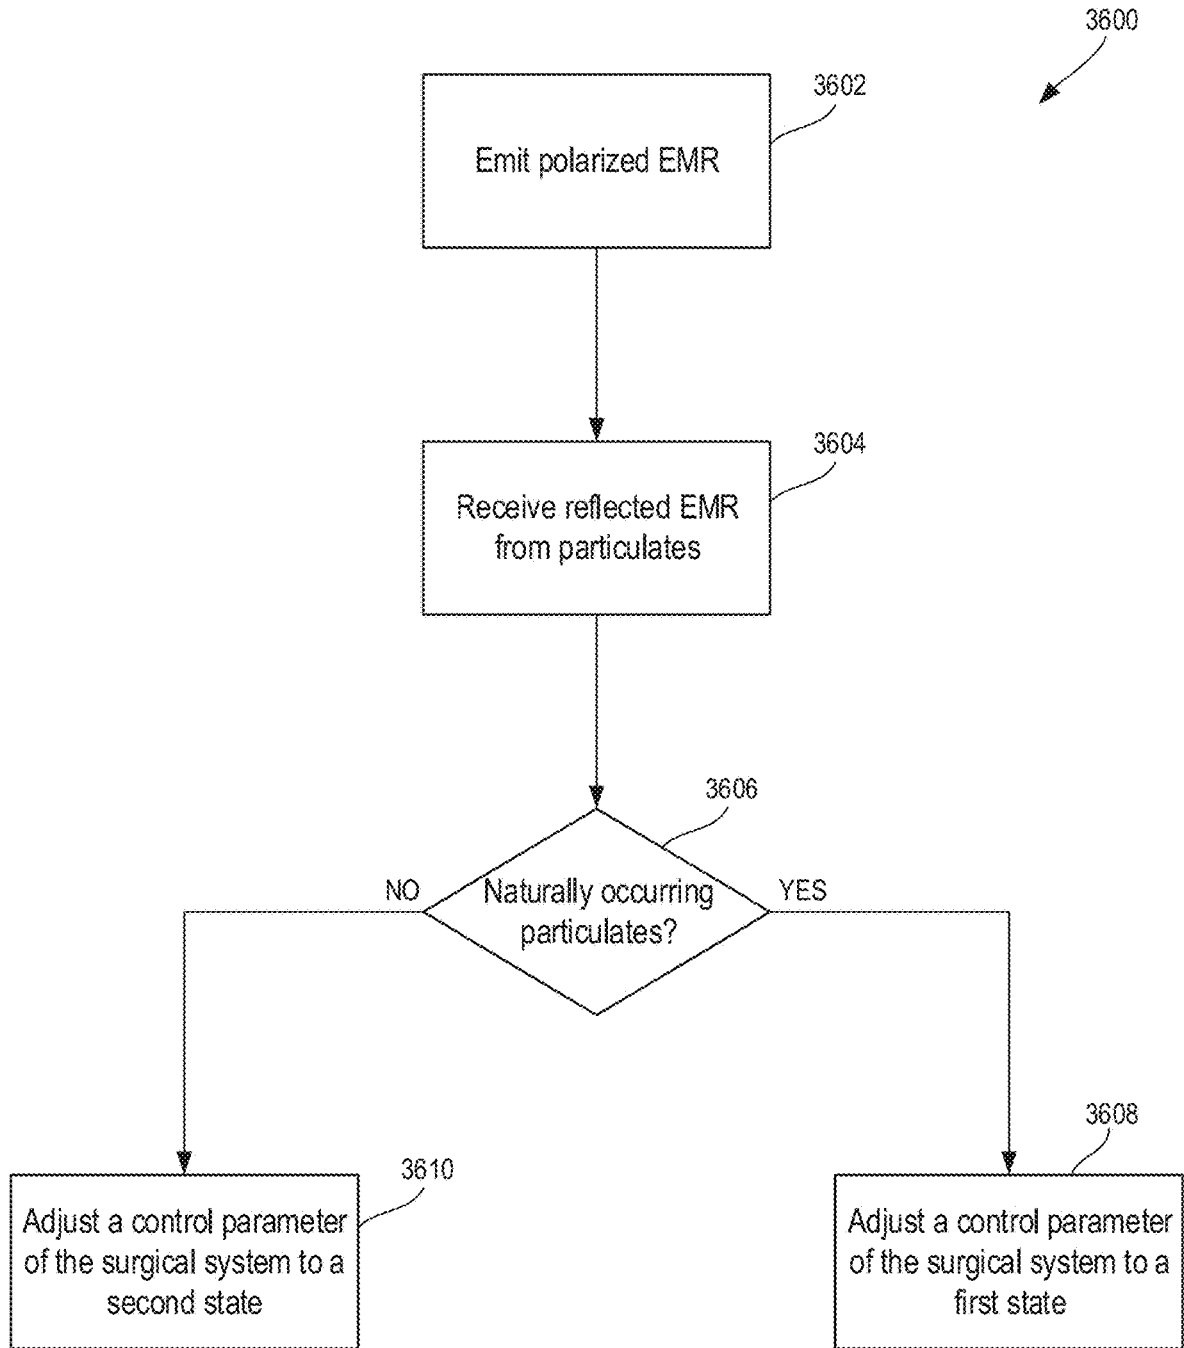 3600
3602
Emit polarized EMR
3604
Receive reflected EMR
from particulates
3606
NO
Naturally occurring
particulates?
YES
3610
Adjust a control parameter
of the surgical system to a
second state
3608
Adjust a control parameter
of the surgical system to a
first state